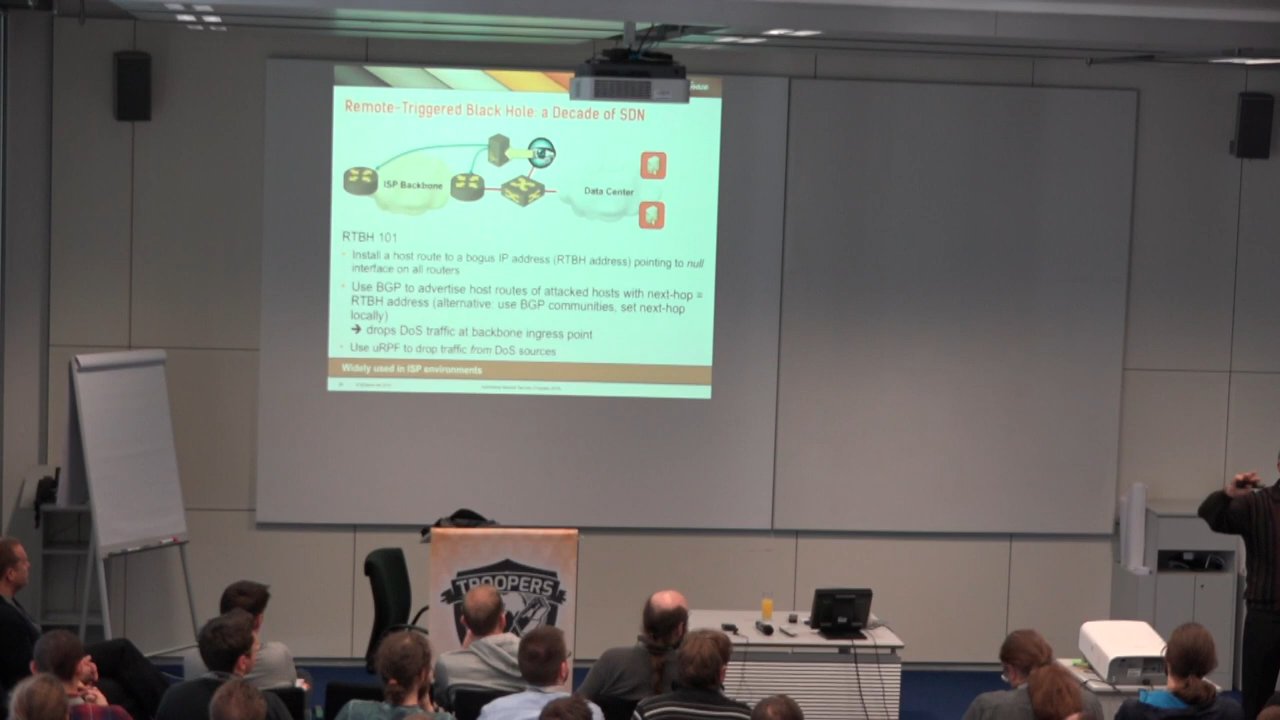 Remote-Triggered Black Hole: a Decade of SDN
ISP Backbone
Data Center
RTBH 101
Install a host route to a bogus IP address (RTBH address) pointing to null
interface on all routers
Use BGP to advertise host routes of attacked hosts with next-hop =
RTBH address (alternative: use BGP communities, set next-hop
locally)
→ drops DoS traffic at backbone ingress point
Use uRPF to drop traffic from DoS sources
Widely used in ISP environments
TROOPERS